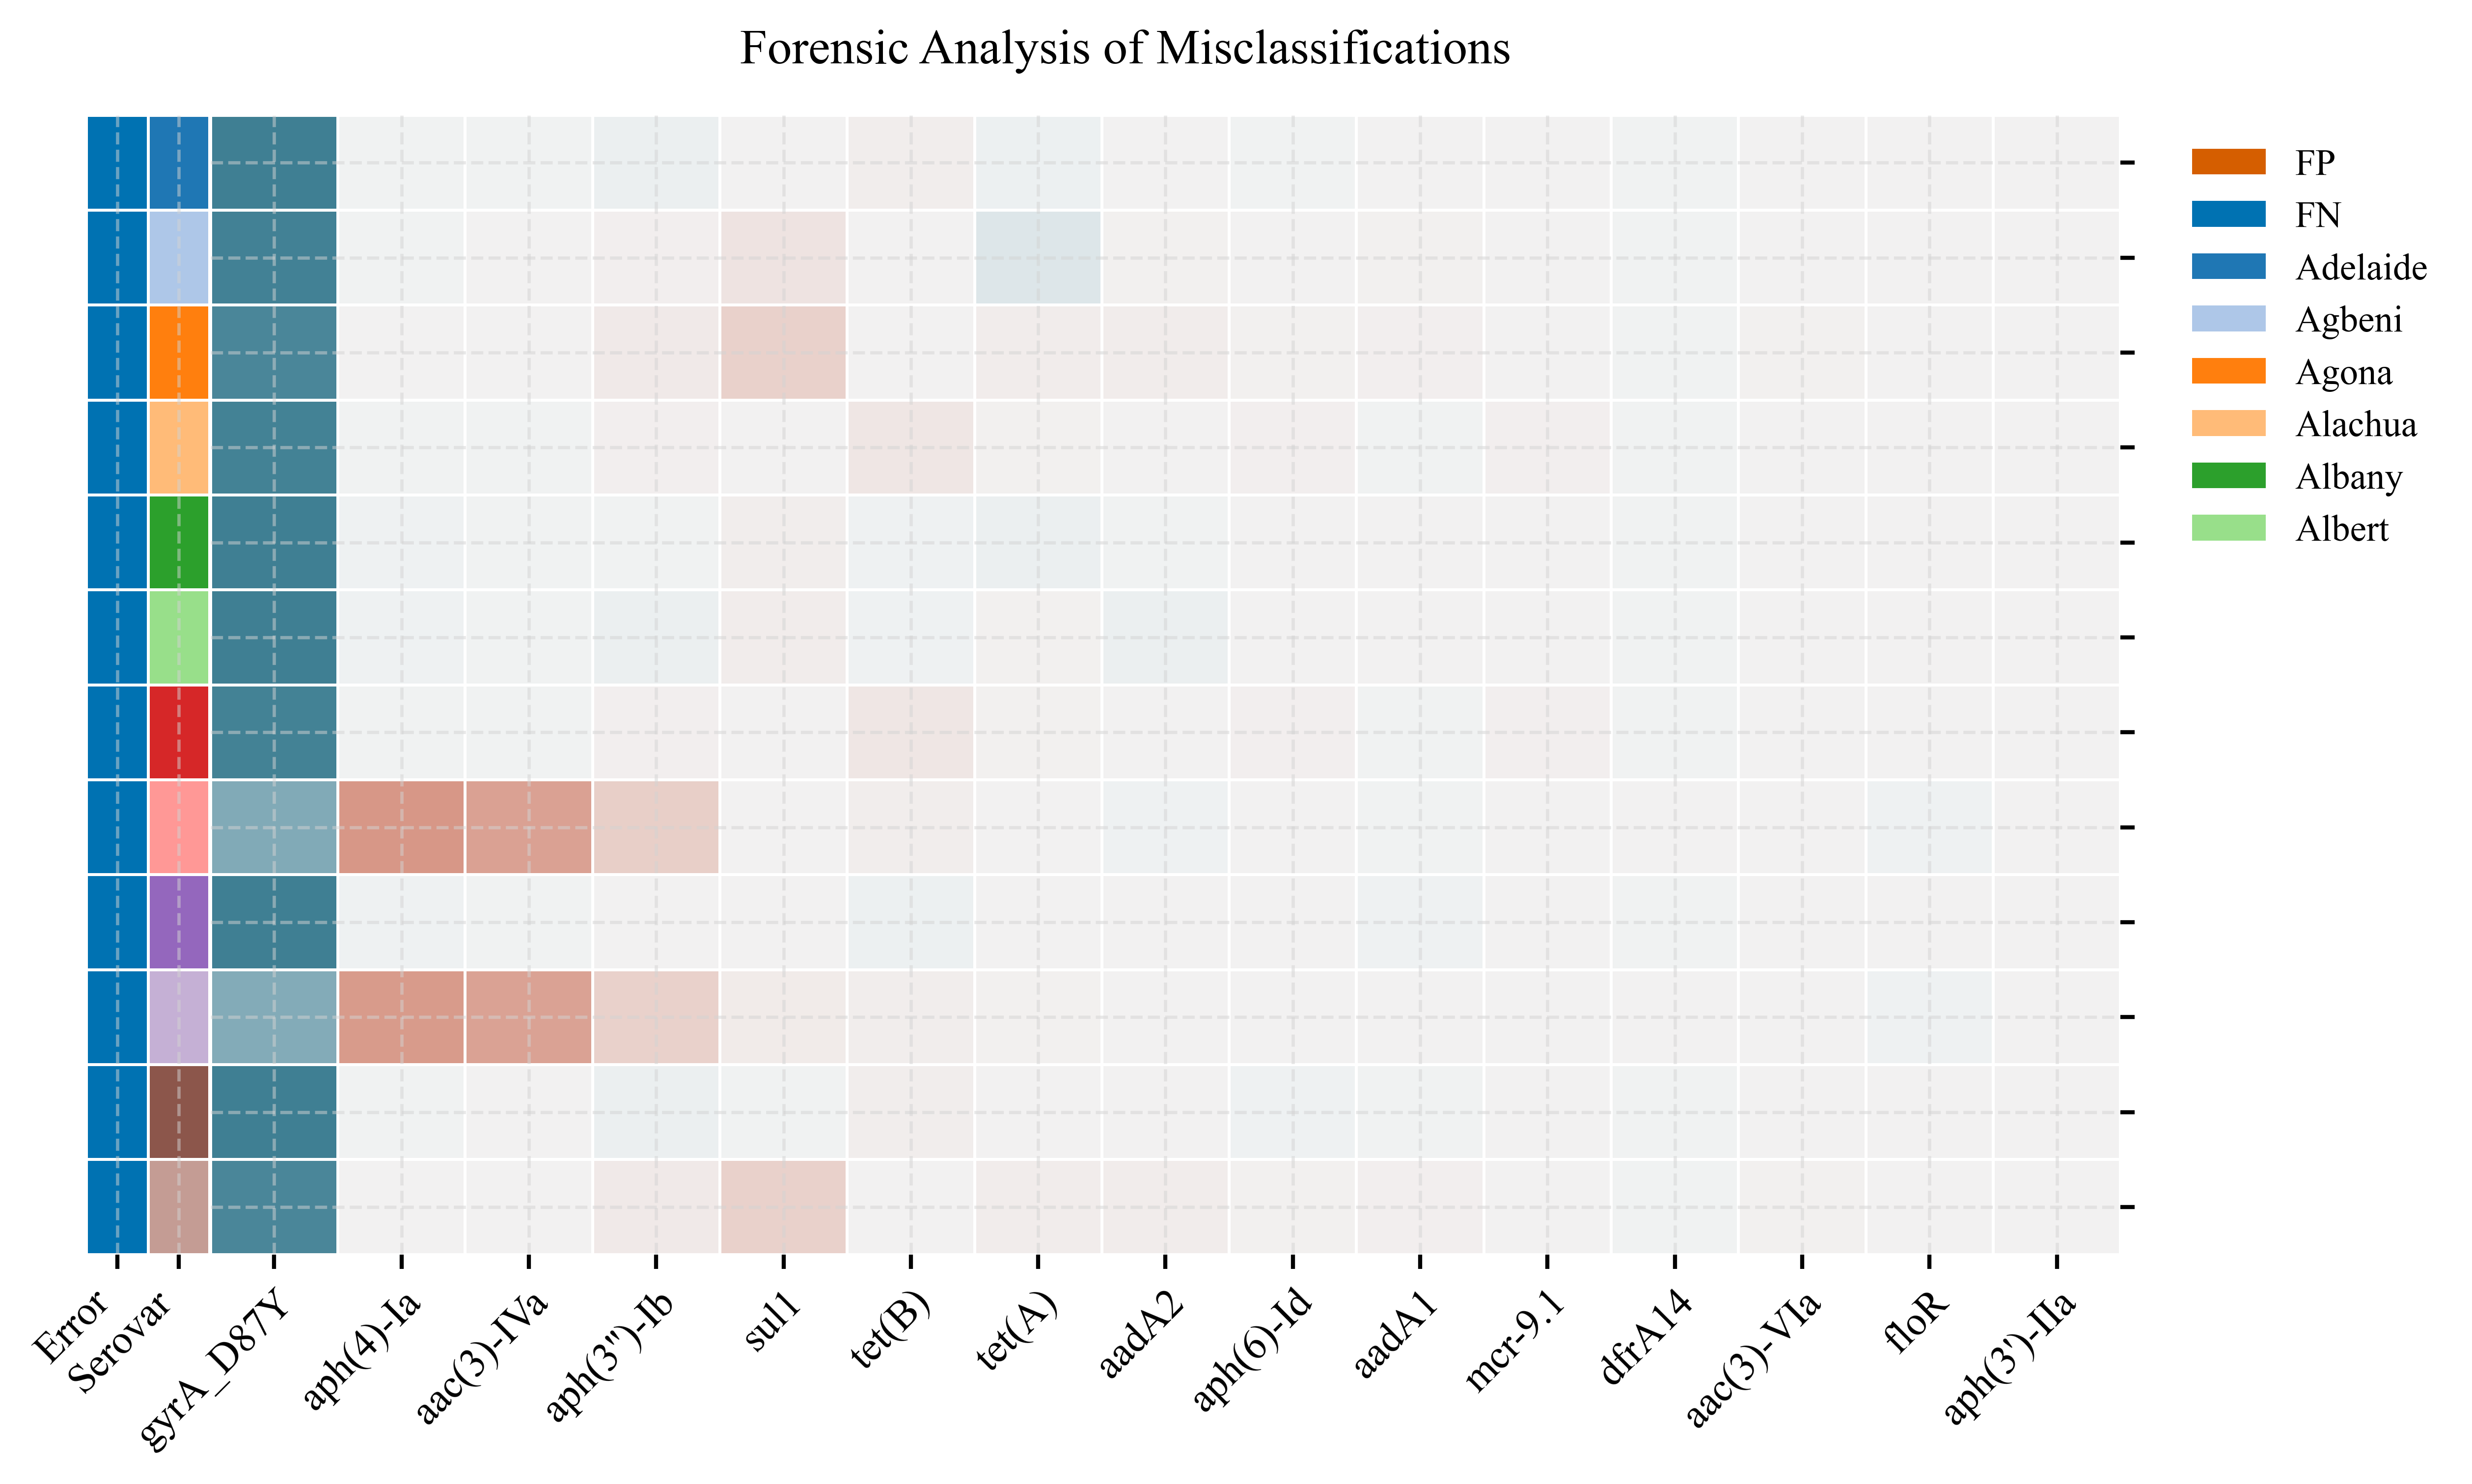 Forensic Analysis of Misclassifications
FP
FN
Adelaide
Agbeni
Agona
Alachua
Albany
Albert
Error
Serovar
gyrA_D87Y
aph(4)-Ia
aac(3)-IVa
aph(3'')-Ib
sul1
tet(B)
tet(A)
aadA2
aph(6)-Id
aadA1
mcr-9.1
dfrA14
aac(3)-VIa
floR
aph(3')-IIa